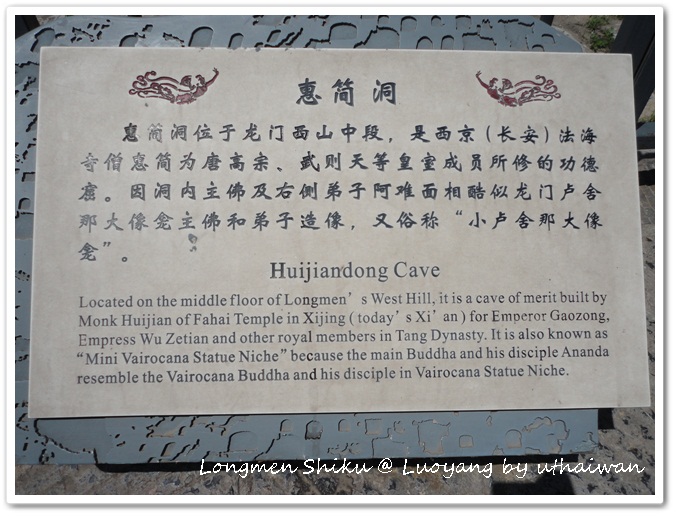 惠简洞
惠简洞位于龙门西山中段，是西京（长安）法海
寺僧惠简为唐高宗、武则天等皇室成员所修的功德
窟。因洞内主佛及右侧弟子阿难面相酷似龙门卢舍
那大像龛主佛和弟子造像，又俗称“小卢舍那大像
龛”。
Huijiandong Cave
Located on the middle floor of Longmen’s West Hill, it is a cave of merit built by
Monk Huijian of Fahai Temple in Xijing (today’s Xi’an) for Emperor Gaozong,
Empress Wu Zetian and other royal members in Tang Dynasty. It is also known as
“Mini Vairocana Statue Niche” because the main Buddha and his disciple Ananda
resemble the Vairocana Buddha and his disciple in Vairocana Statue Niche.
Longmen Shiku @ Luoyang by uthaiwan